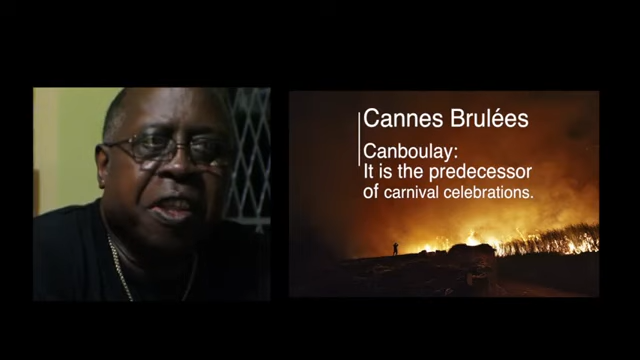 Cannes Brulées
Canboulay:
It is the predecessor
of carnival celebrations.